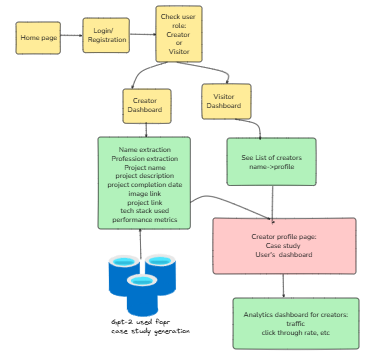 Home page
Login/
Registration
Check user
role:
Creator
or
Visitor
Creator
Dashboard
Visitor
Dashboard
Name extraction
Profession extraction
Project name
project description
project completion date
image link
project link
tech stack used
performance metrics
See List of creators
name->profile
Creator profile page:
Case study
User's dashboard
Gpt-2 used fopr
case study generation
Analytics dashboard for creators:
traffic
click through rate, etc